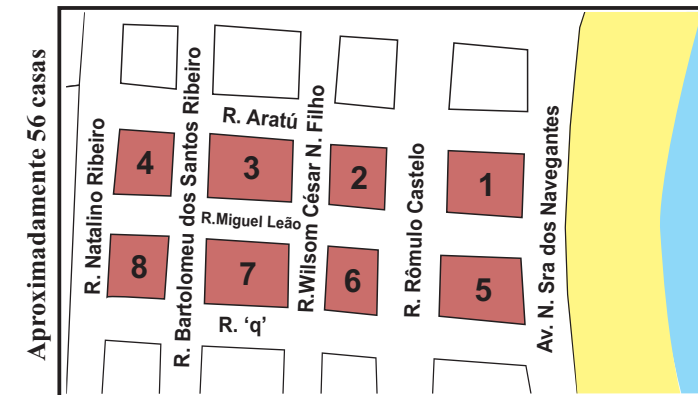 Aproximadamente 56 casas
R. Natalino Ribeiro
R. Bartolomeu dos Santos Ribeiro
R. Aratú
R.Wilsom César N. Filho
R. Rômulo Castelo
Av. N. Sra dos Navegantes
4
3
2
1
R.Miguel Leão
8
7
6
5
R. ‘q’